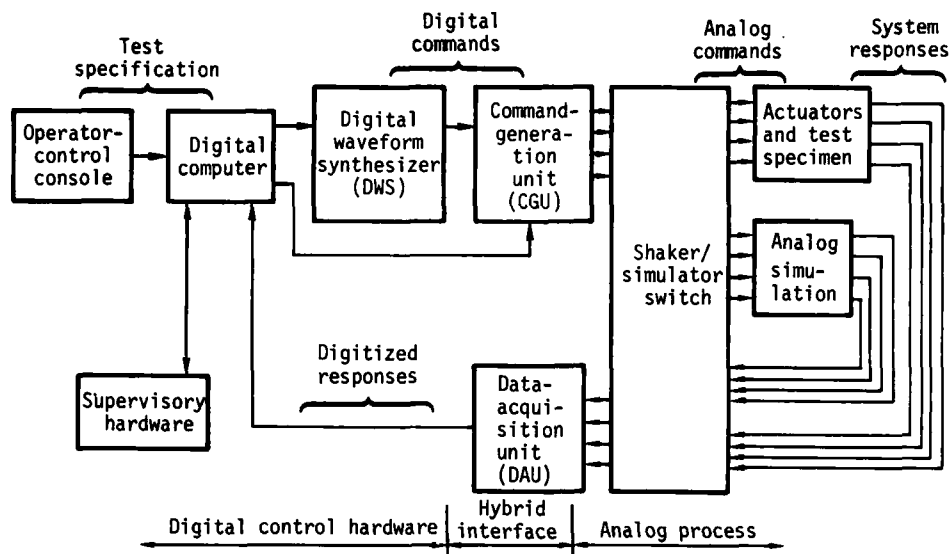 Test
specification
Digital
commands
Analog
commands
System
responses
Operator-
control
console
Digital
computer
Digital
waveform
synthesizer
(DWS)
Command-
genera-
tion
unit
(CGU)
Shaker/
simulator
switch
Actuators
and test
specimen
Analog
simu-
lation
Supervisory
hardware
Digitized
responses
Data-
acqui-
sition
unit
(DAU)
Digital control hardware
Hybrid
interface
Analog process